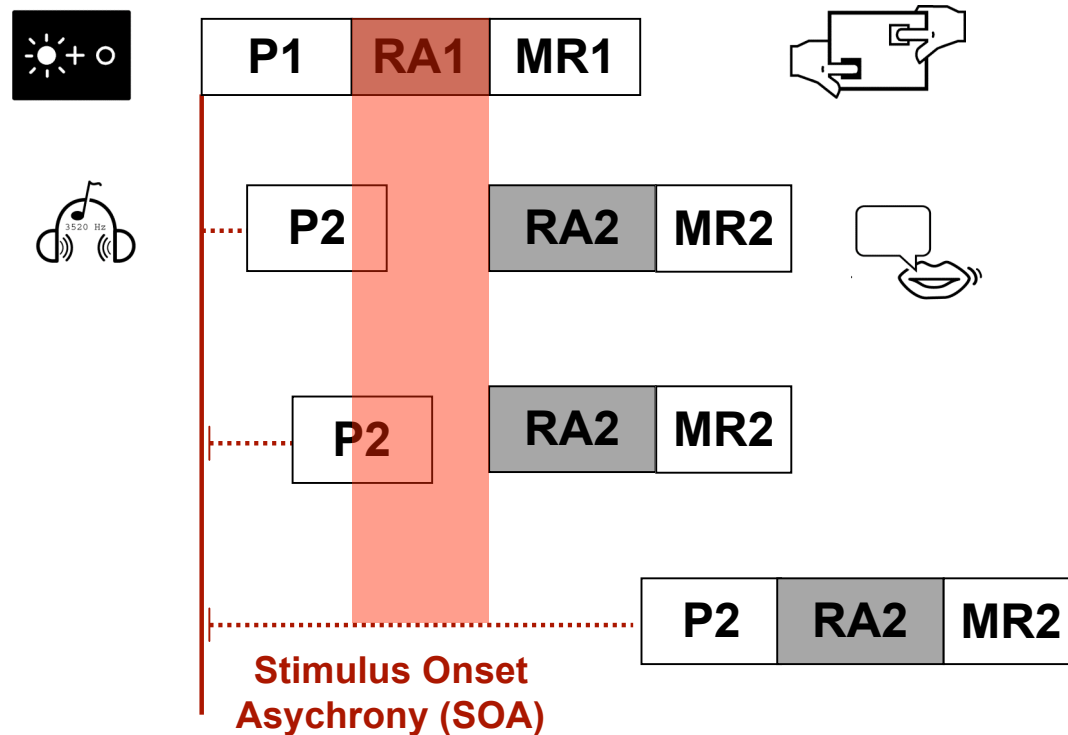 P1 RA1 MR1
3520 Hz
P2 RA2 MR2
P2 RA2 MR2
P2 RA2 MR2
Stimulus Onset
Asychrony (SOA)